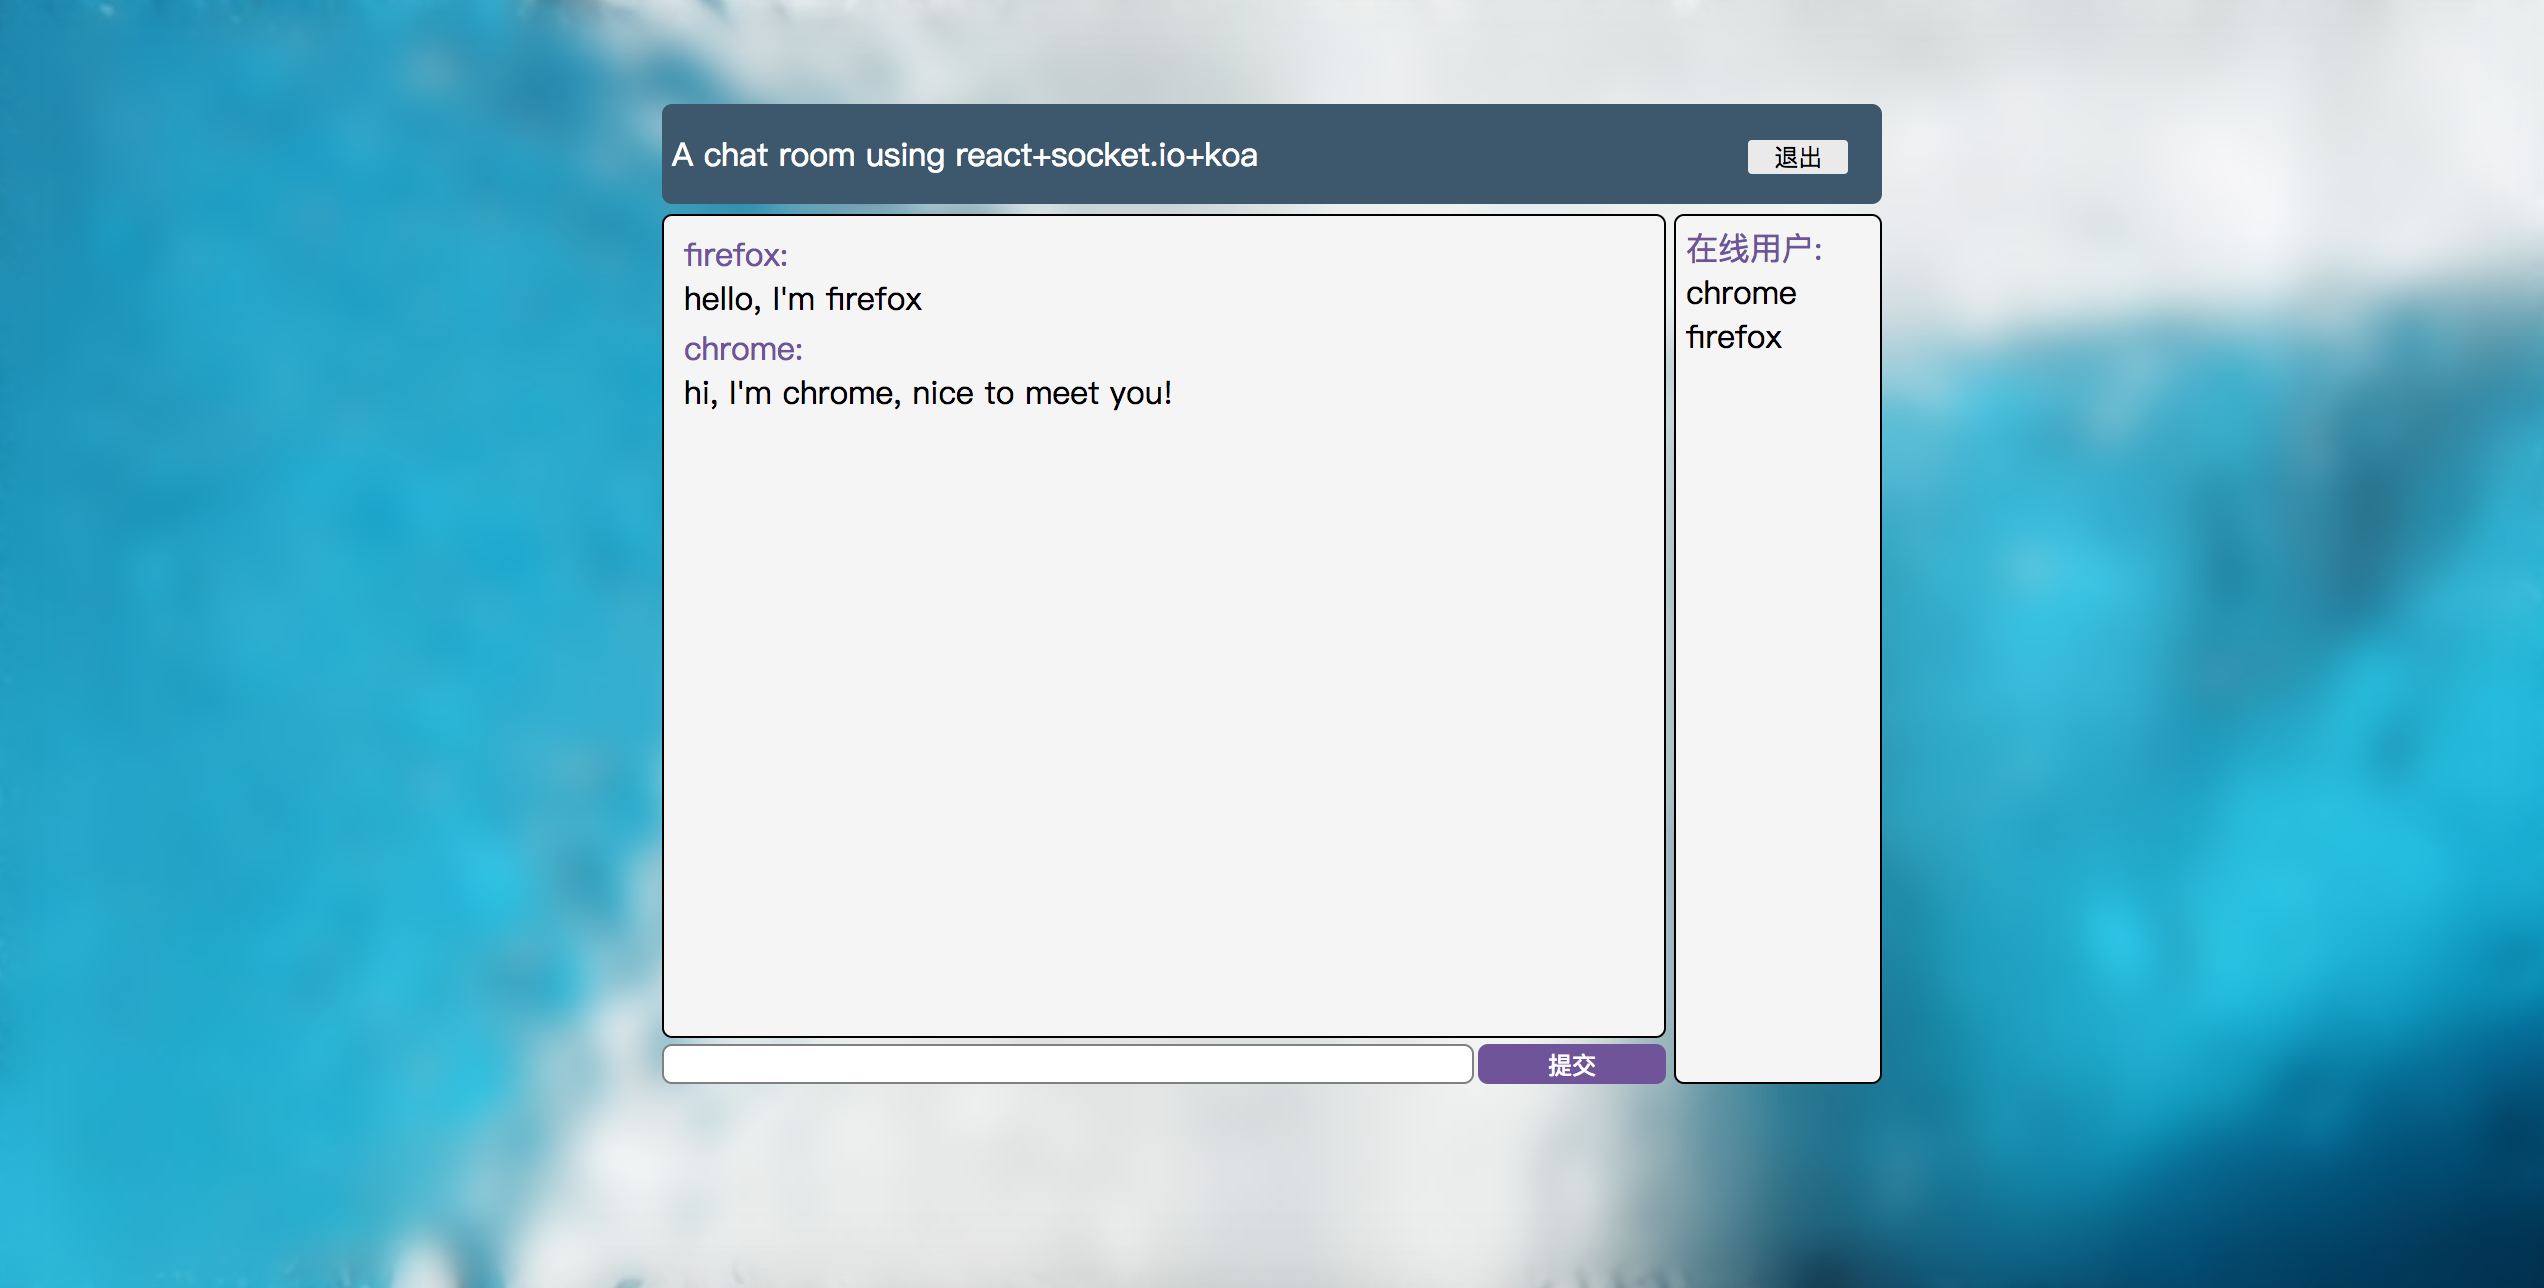 A chat room using react+socket.io+koa
退出
firefox:
hello, I'm firefox
chrome:
hi, I'm chrome, nice to meet you!
在线用户:
chrome
firefox
提交